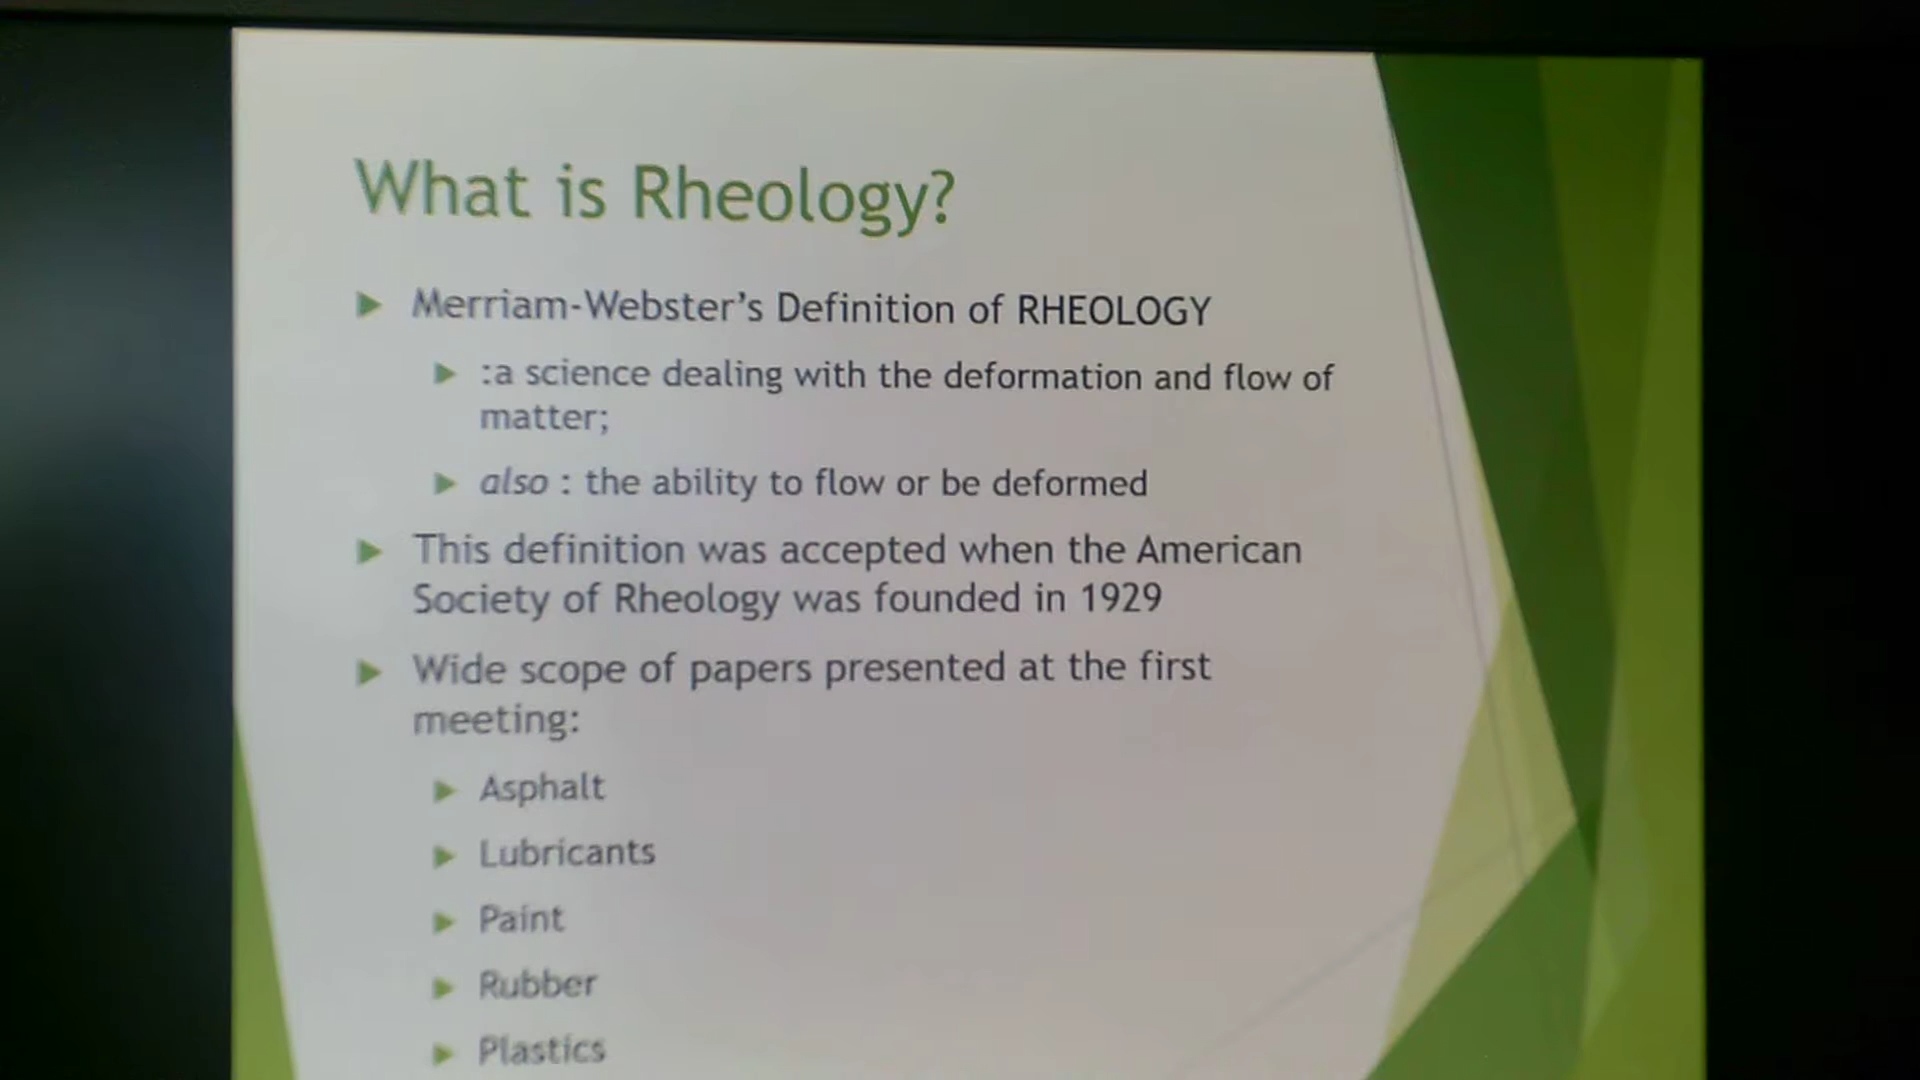 What is Rheology?
Merriam-Webster's Definition of RHEOLOGY
:a science dealing with the deformation and flow of
matter;
also : the ability to flow or be deformed
This definition was accepted when the American
Society of Rheology was founded in 1929
Wide scope of papers presented at the first
meeting:
Asphalt
Lubricants
Paint
Rubber
Plastics